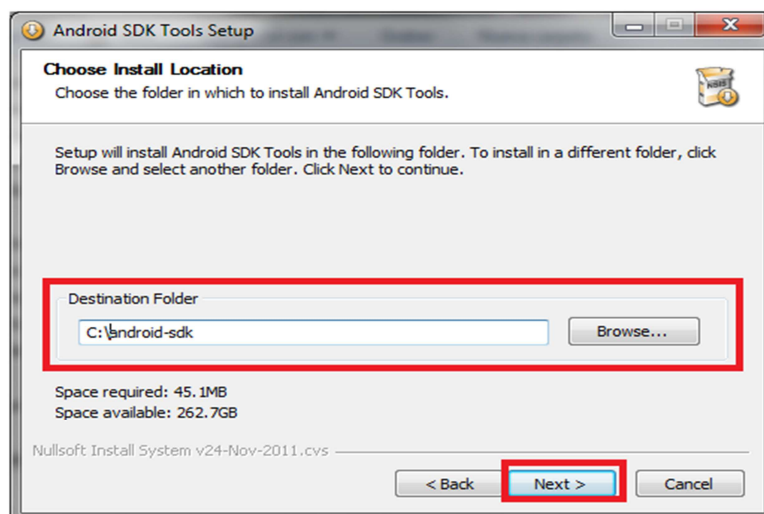 Android SDK Tools Setup
Choose Install Location
Choose the folder in which to install Android SDK Tools.
NSIS
Setup will install Android SDK Tools in the following folder. To install in a different folder, click
Browse and select another folder. Click Next to continue.
Destination Folder
C:\android-sdk
Browse...
Space required: 45.1MB
Space available: 262.7GB
Nullsoft Install System v24-Nov-2011.cvs
< Back
Next >
Cancel